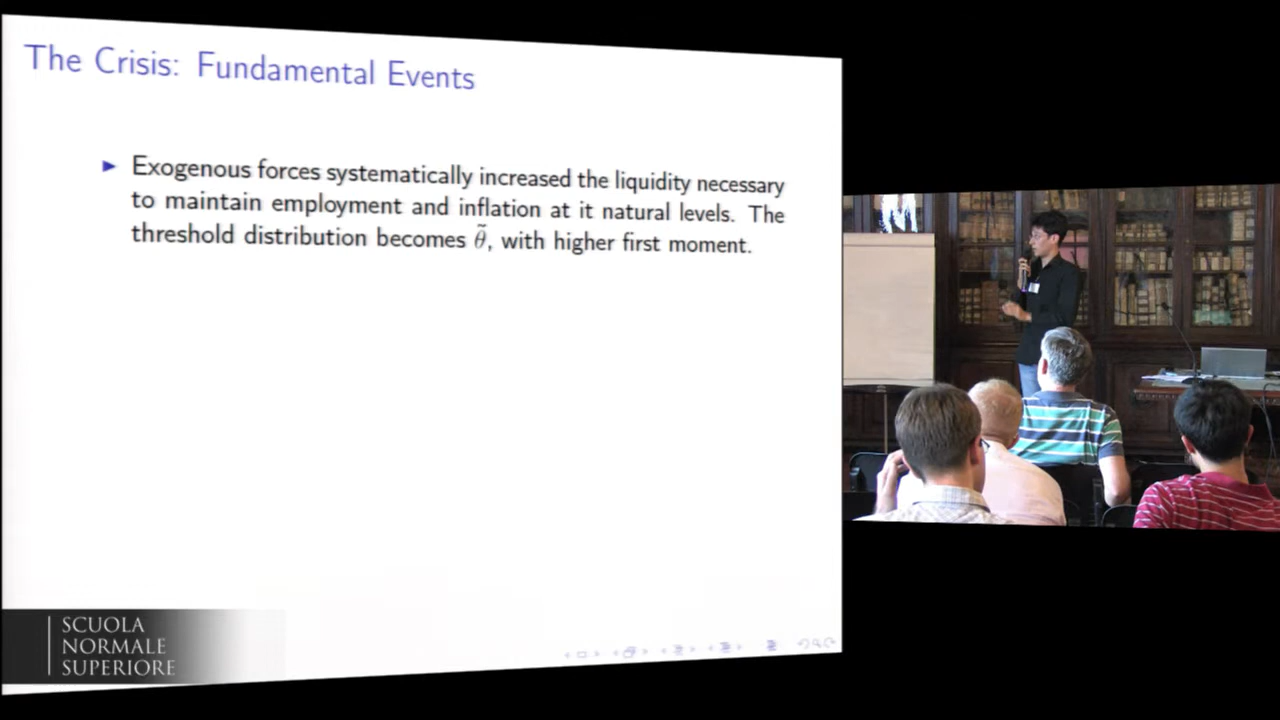 The Crisis: Fundamental Events
► Exogenous forces systematically increased the liquidity necessary
to maintain employment and inflation at it natural levels. The
threshold distribution becomes θ̃, with higher first moment.
SCUOLA
NORMALE
SUPERIORE